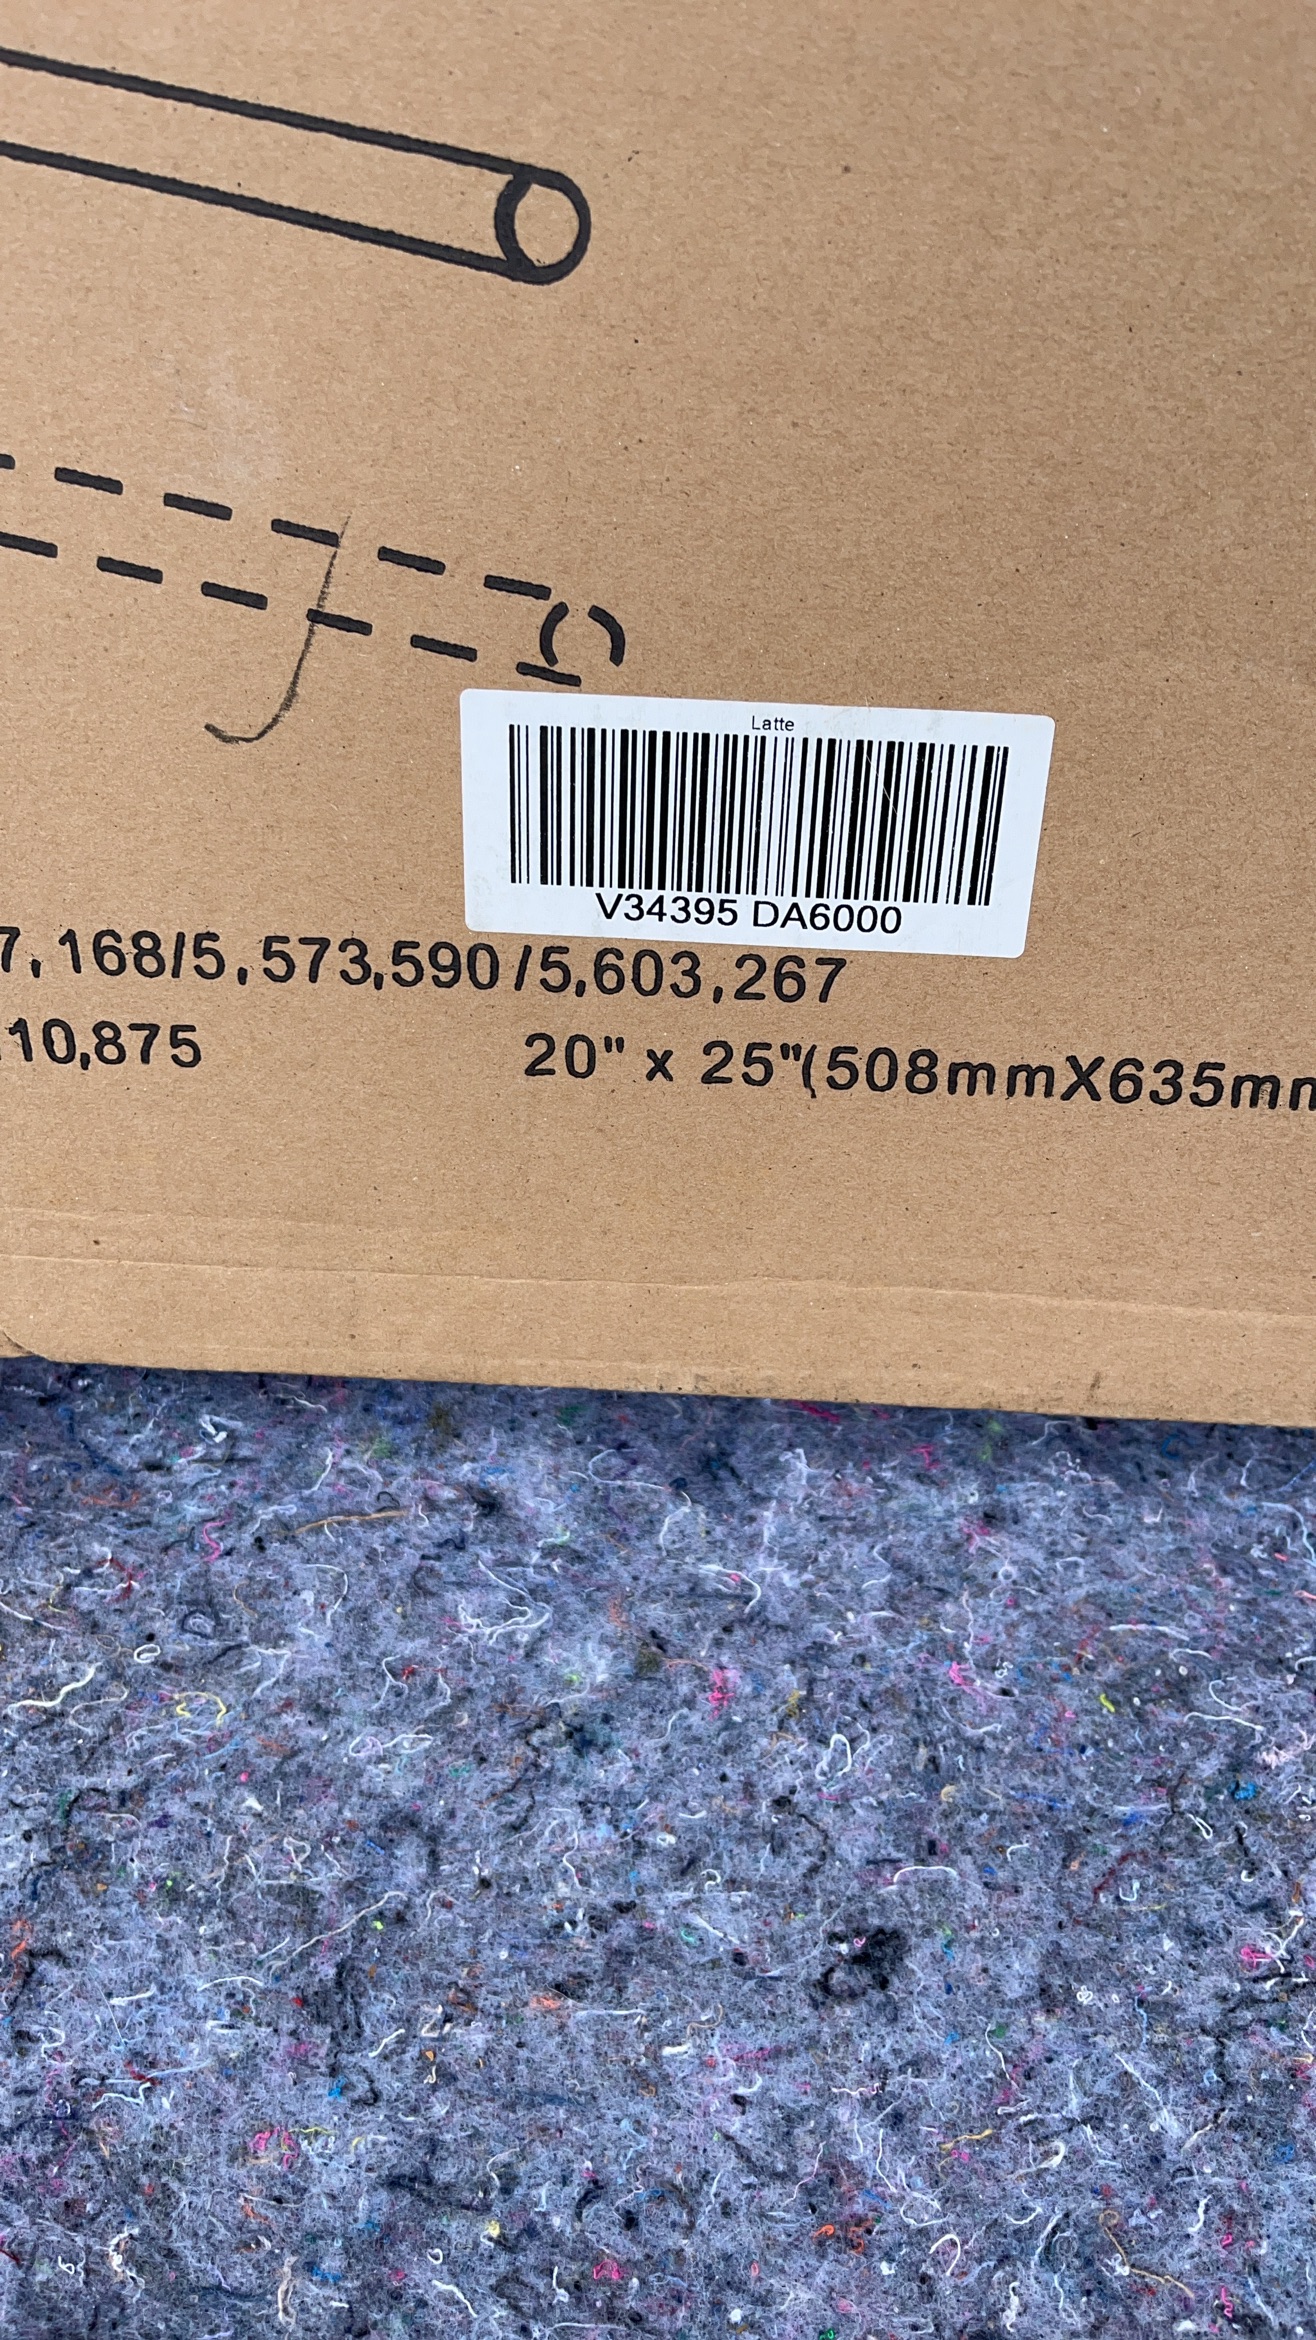 Latte
V34395 DA6000
7,168/5,573,590/5,603,267
10,875
20" x 25"(508mmX635mm